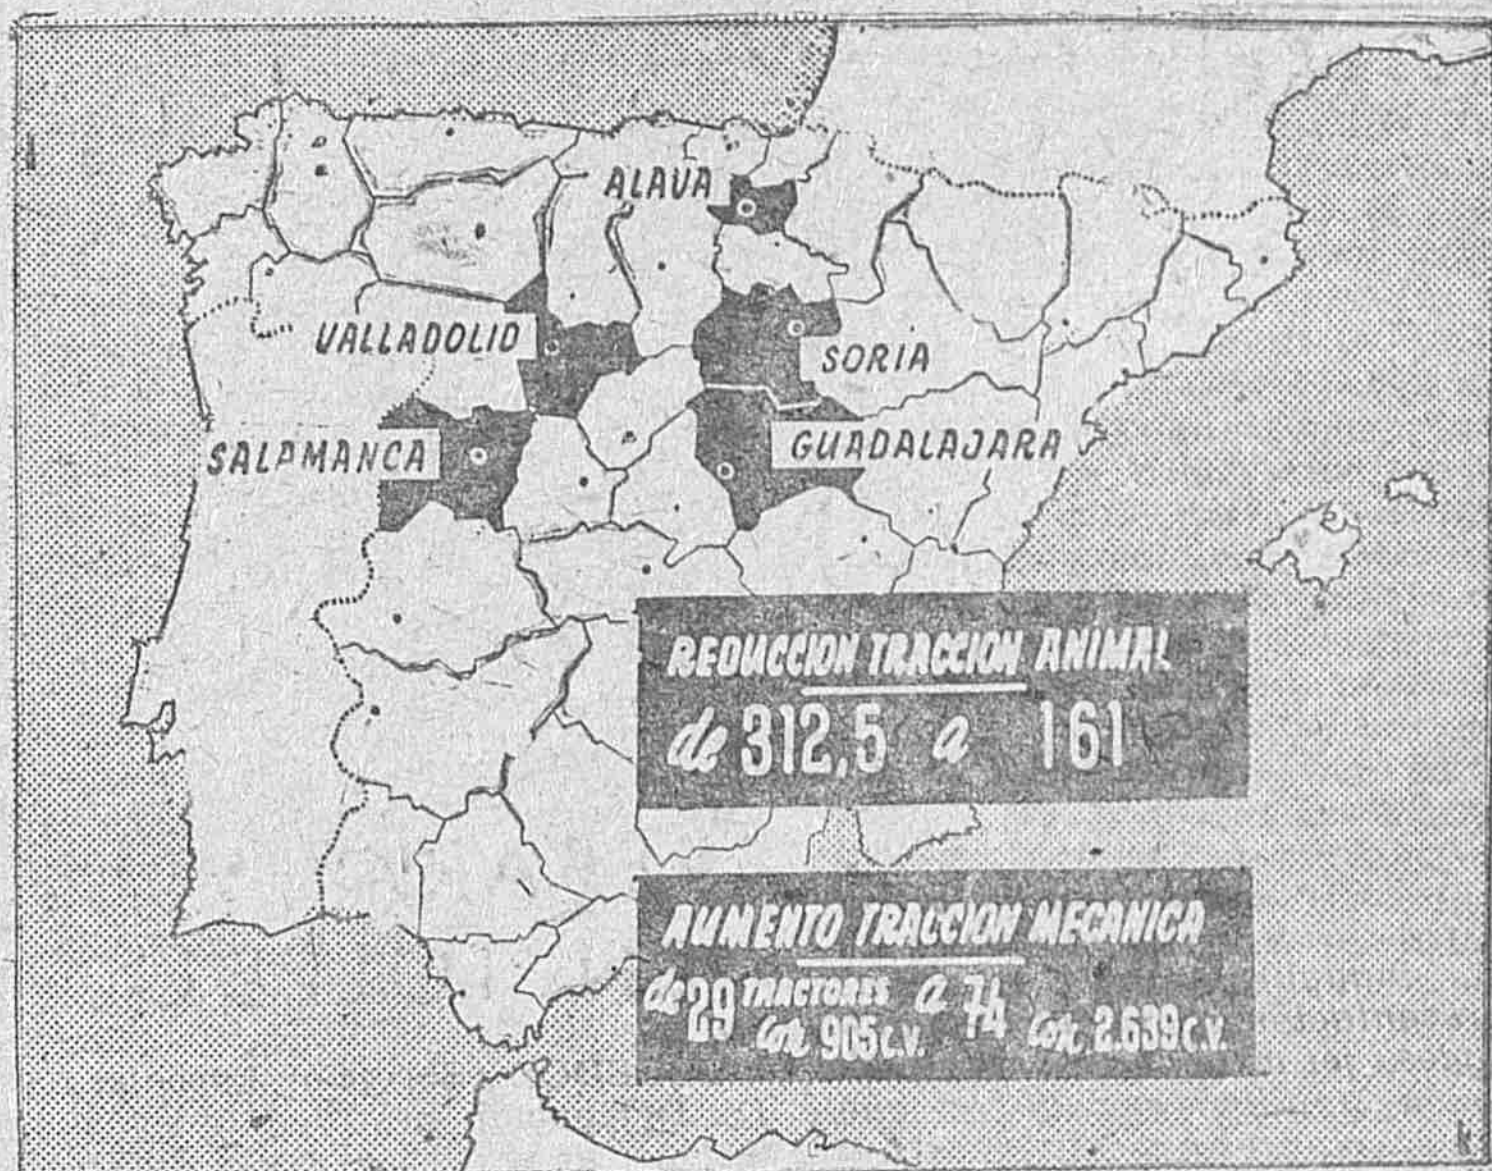 ALAVA
VALLADOLID
SORIA
SALAMANCA
GUADALAJARA
REDUCCION TRACCION ANIMAL
de 312,5 a 161
AUMENTO TRACCION MECANICA
de 29 TRACTORES a 74
con 905 c.v. con 2.639 c.v.